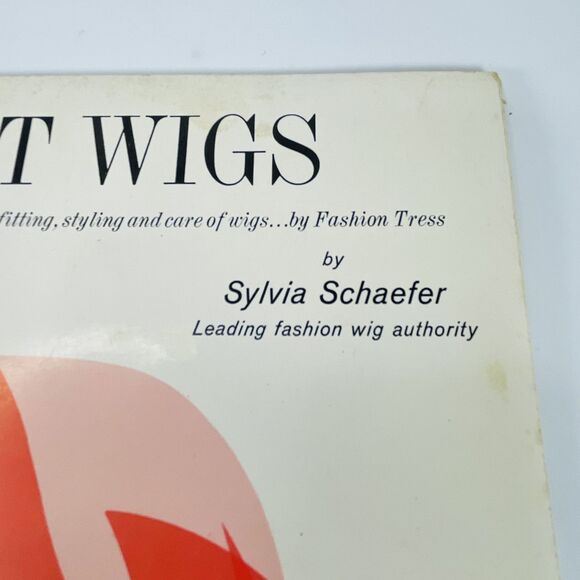 T WIGS
fitting, styling and care of wigs...by Fashion Tress
by
Sylvia Schaefer
Leading fashion wig authority